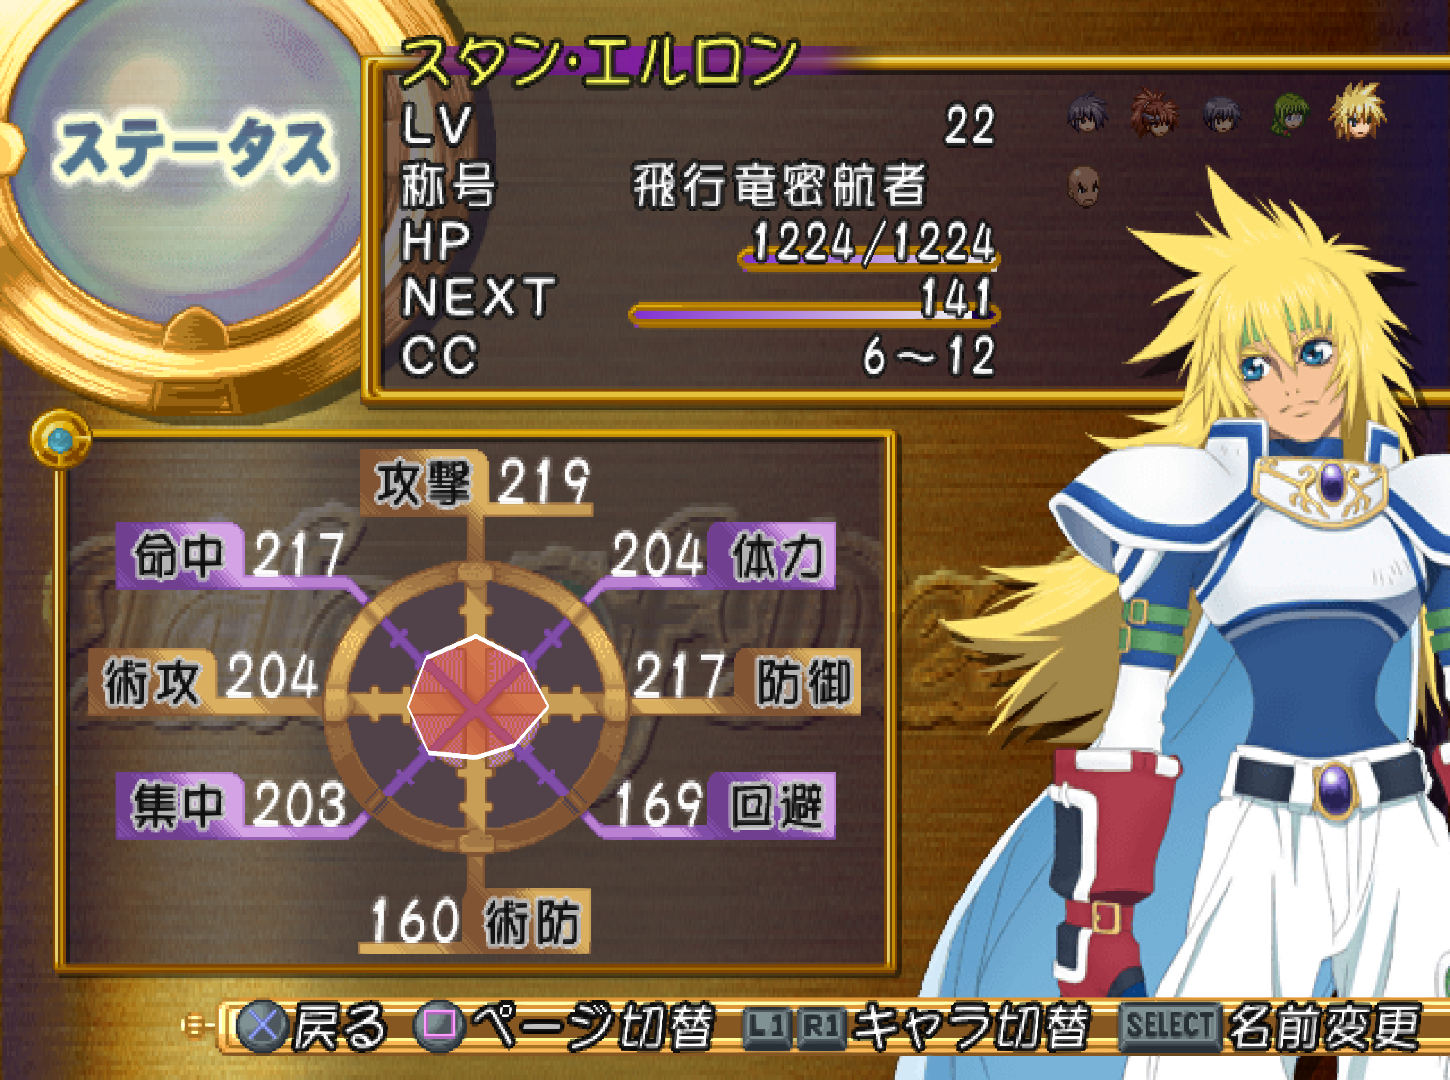 ステータス
スタン・エルロン
LV 22
称号 飛行竜密航者
HP 1224/1224
NEXT 141
CC 6～12
攻撃 219
命中 217
204 体力
術攻 204
217 防御
集中 203
169 回避
160 術防
戻る ページ切替 L1 R1 キャラ切替 SELECT 名前変更